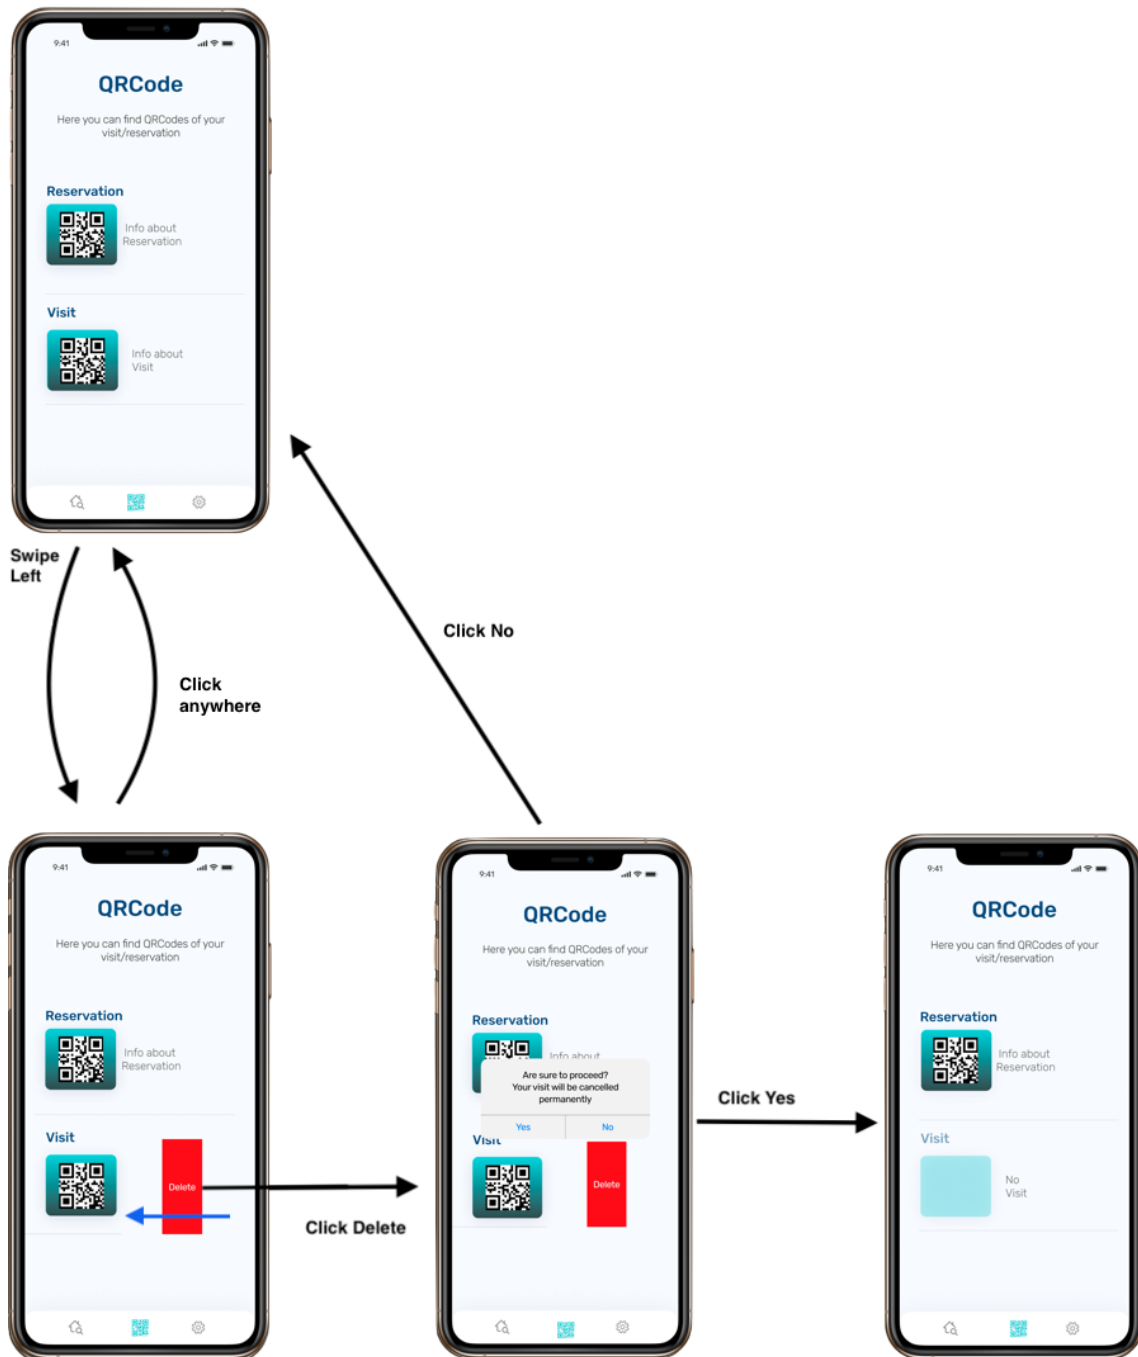 9:41
QRCode
Here you can find QRCodes of your
visit/reservation
Reservation
Info about
Reservation
Visit
Info about
Visit
Swipe
Left
Click
anywhere
Click No
9:41
QRCode
Here you can find QRCodes of your
visit/reservation
Reservation
Info about
Reservation
Visit
Delete
Click Delete
9:41
QRCode
Here you can find QRCodes of your
visit/reservation
Reservation
Info about
Are sure to proceed?
Your visit will be cancelled
permanently
Yes
No
Visit
Delete
Click Yes
9:41
QRCode
Here you can find QRCodes of your
visit/reservation
Reservation
Info about
Reservation
Visit
No
Visit